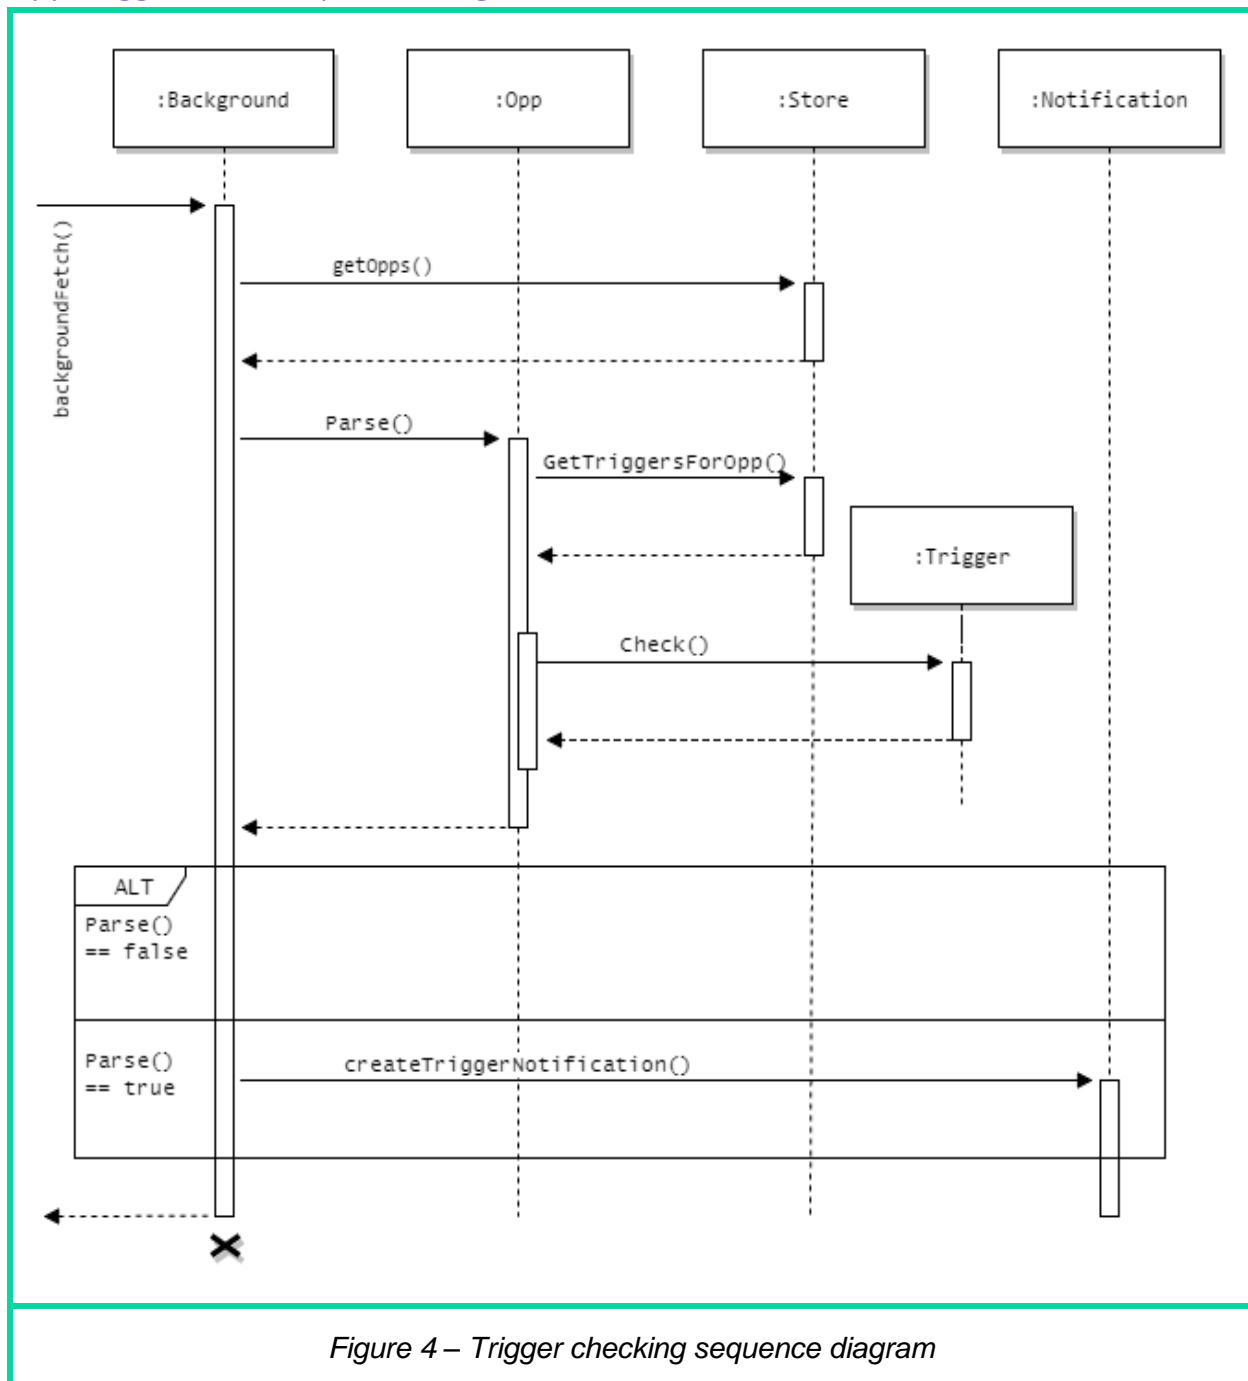 :Background
:Opp
:Store
:Notification
backgroundFetch()
getOpps()
Parse()
GetTriggersForOpp()
:Trigger
Check()
ALT
Parse()
== false
Parse()
== true
createTriggerNotification()
Figure 4 – Trigger checking sequence diagram